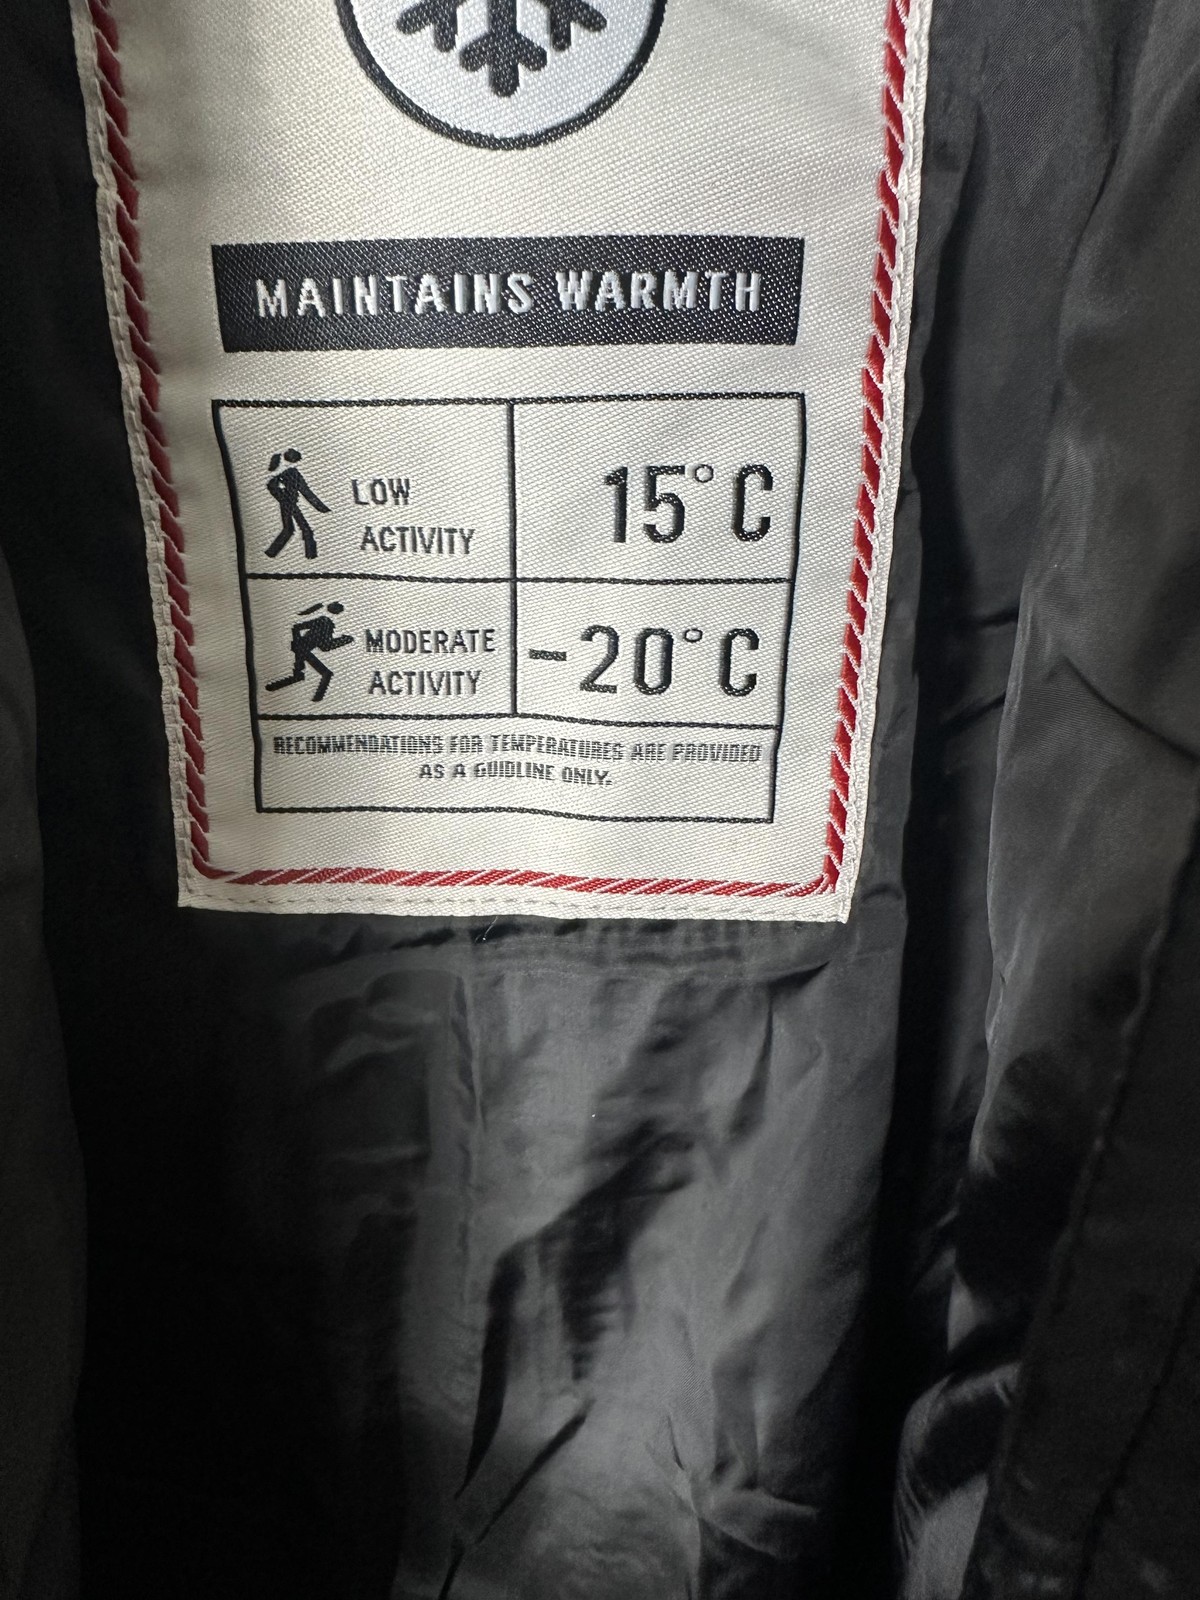 MAINTAINS WARMTH
LOW
ACTIVITY
15° C
MODERATE
ACTIVITY
-20° C
RECOMMENDATIONS FOR TEMPERATURES ARE PROVIDED
AS A GUIDLINE ONLY.